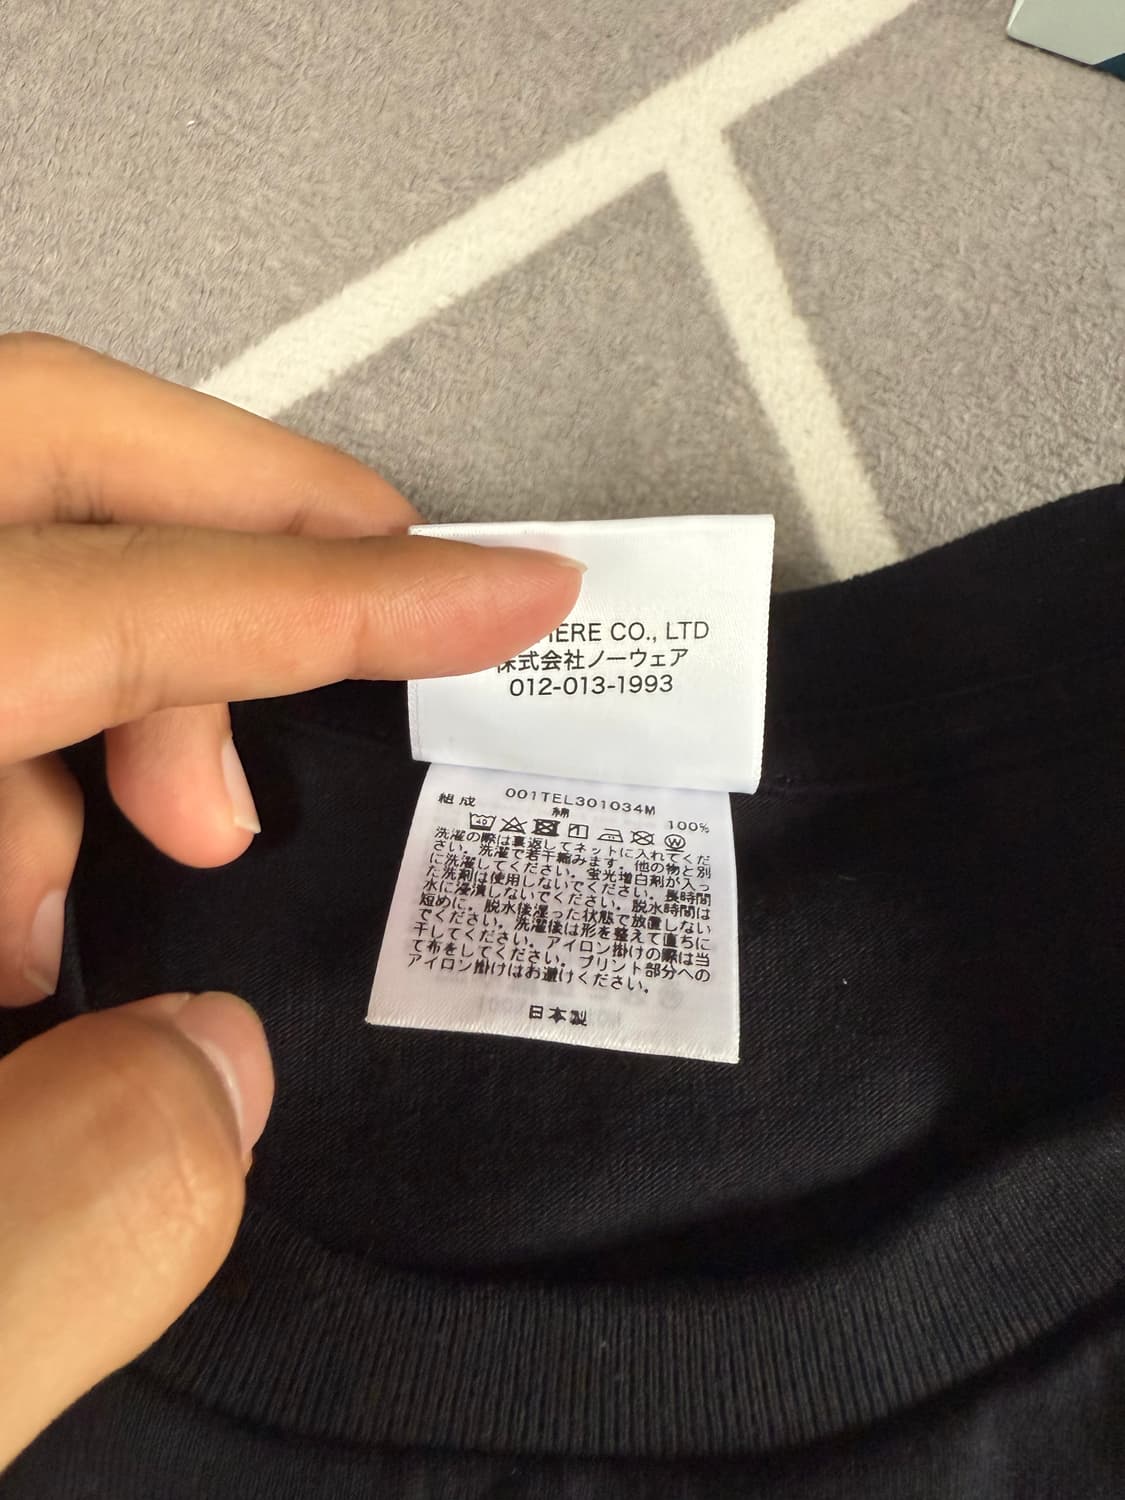 HERE CO., LTD
株式会社ノーウェア
012-013-1993
001TEL301034M
組成 綿 100%
40 W
洗濯の際は裏返してネットに入れてくだ
さい。洗濯で若干縮みます。他の物と別
に洗濯してください。蛍光増白剤が入っ
た洗剤は使用しないでください。長時間
水に浸漬しないでください。脱水時間は
短めに。脱水後湿った状態で放置しない
でください。洗濯後は形を整えて直ちに
干してください。アイロン掛けの際は当
て布をしてください。プリント部分への
アイロン掛けはお避けください。
日本製